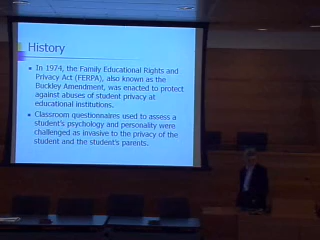 History
In 1974, the Family Educational Rights and
Privacy Act (FERPA), also known as the
Buckley Amendment, was enacted to protect
against abuses of student privacy at
educational institutions.
Classroom questionnaires used to assess a
student's psychology and personality were
challenged as invasive to the privacy of the
student and the student's parents.